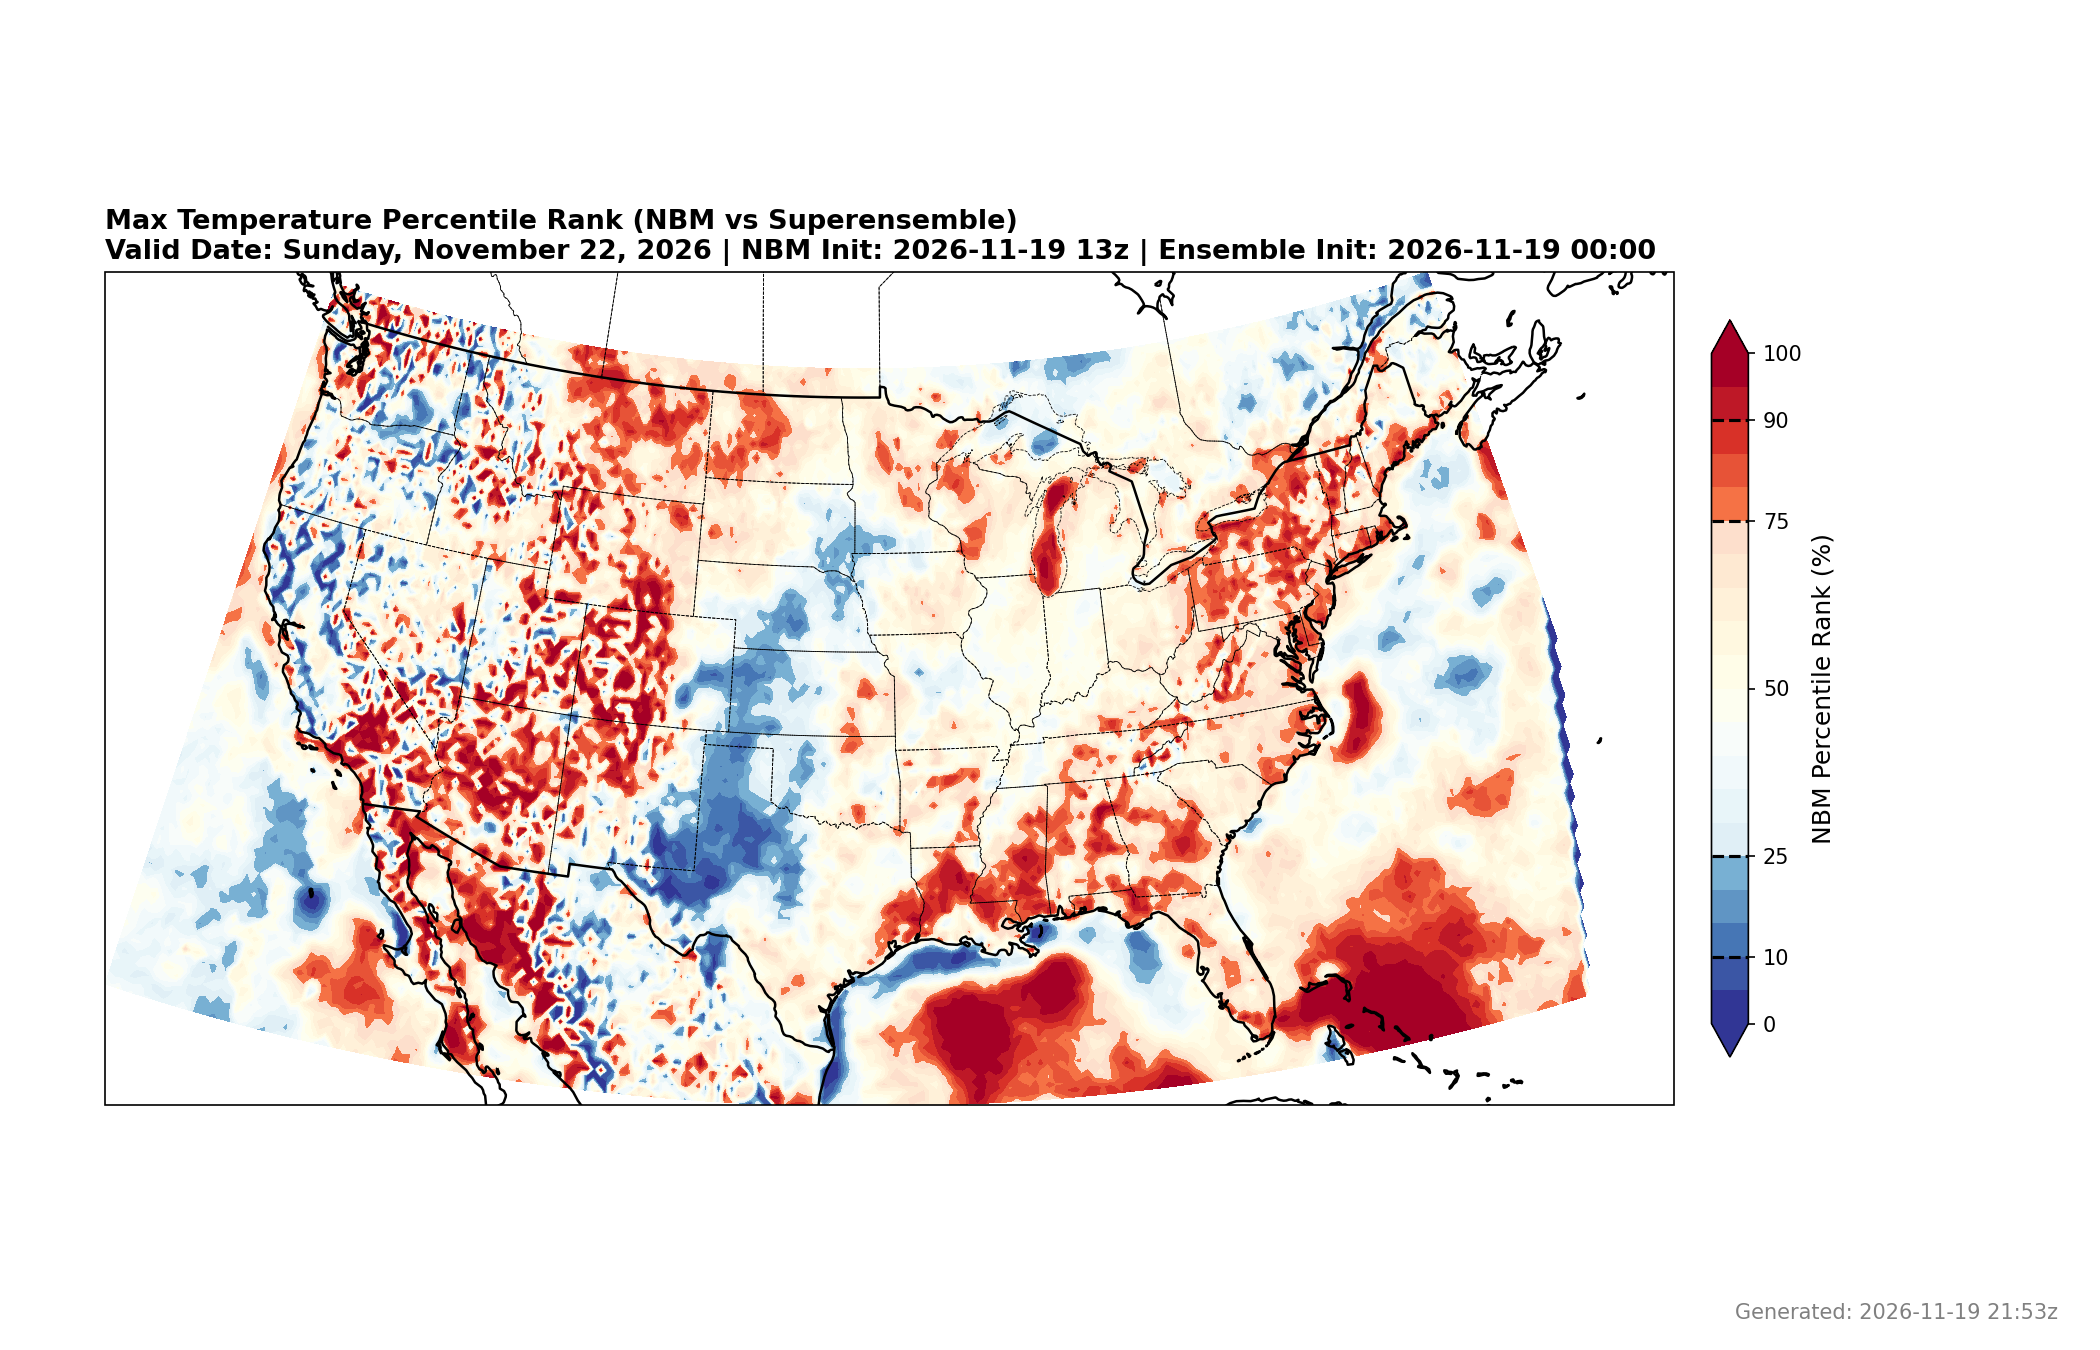 Max Temperature Percentile Rank (NBM vs Superensemble)
Valid Date: Sunday, November 22, 2026 | NBM Init: 2026-11-19 13z | Ensemble Init: 2026-11-19 00:00
100
90
75
50
25
10
0
NBM Percentile Rank (%)
Generated: 2026-11-19 21:53z